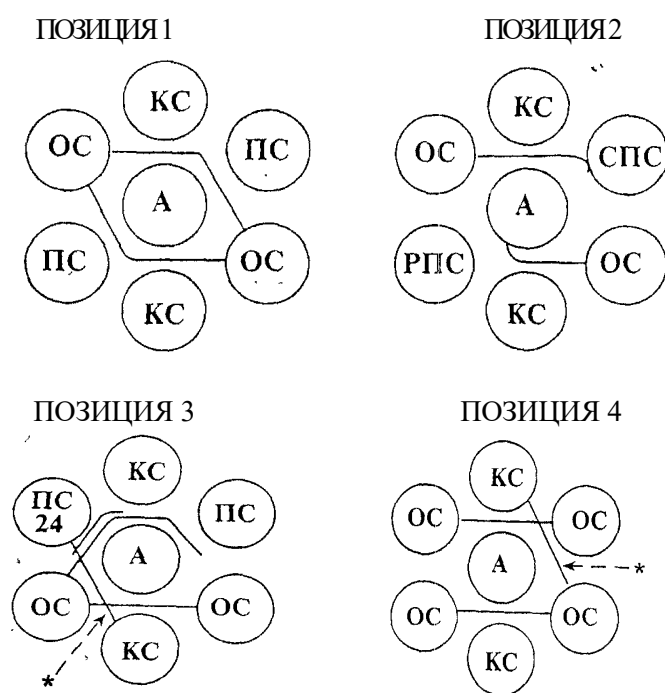 ПОЗИЦИЯ 1
КС
ОС
ПС
А
ПС
ОС
КС
ПОЗИЦИЯ 2
КС
ОС
СПС
А
РПС
ОС
КС
ПОЗИЦИЯ 3
КС
ПС
24
ПС
А
ОС
ОС
КС
*
ПОЗИЦИЯ 4
КС
ОС
ОС
А
*
ОС
ОС
КС